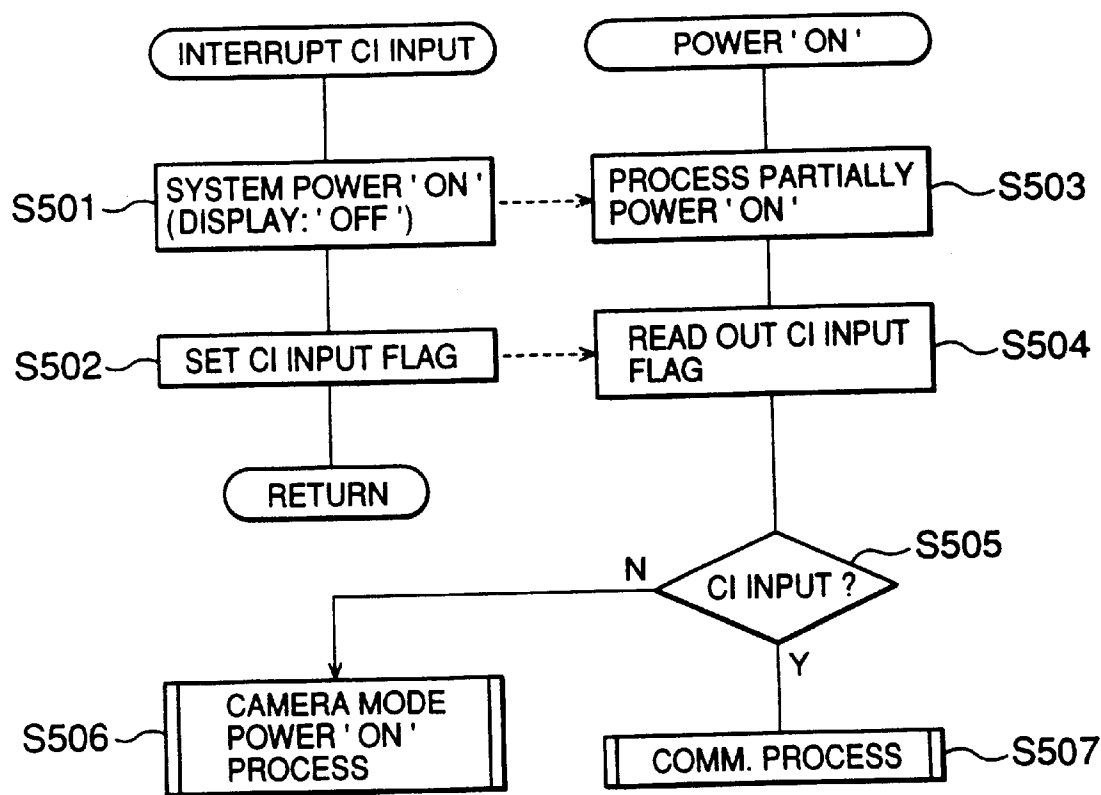 INTERRUPT CI INPUT
POWER ' ON '
S501
SYSTEM POWER ' ON '
(DISPLAY: ' OFF ')
PROCESS PARTIALLY
POWER ' ON '
S503
S502
SET CI INPUT FLAG
READ OUT CI INPUT
FLAG
S504
RETURN
S505
N
CI INPUT ?
Y
S506
CAMERA MODE
POWER ' ON '
PROCESS
COMM. PROCESS
S507